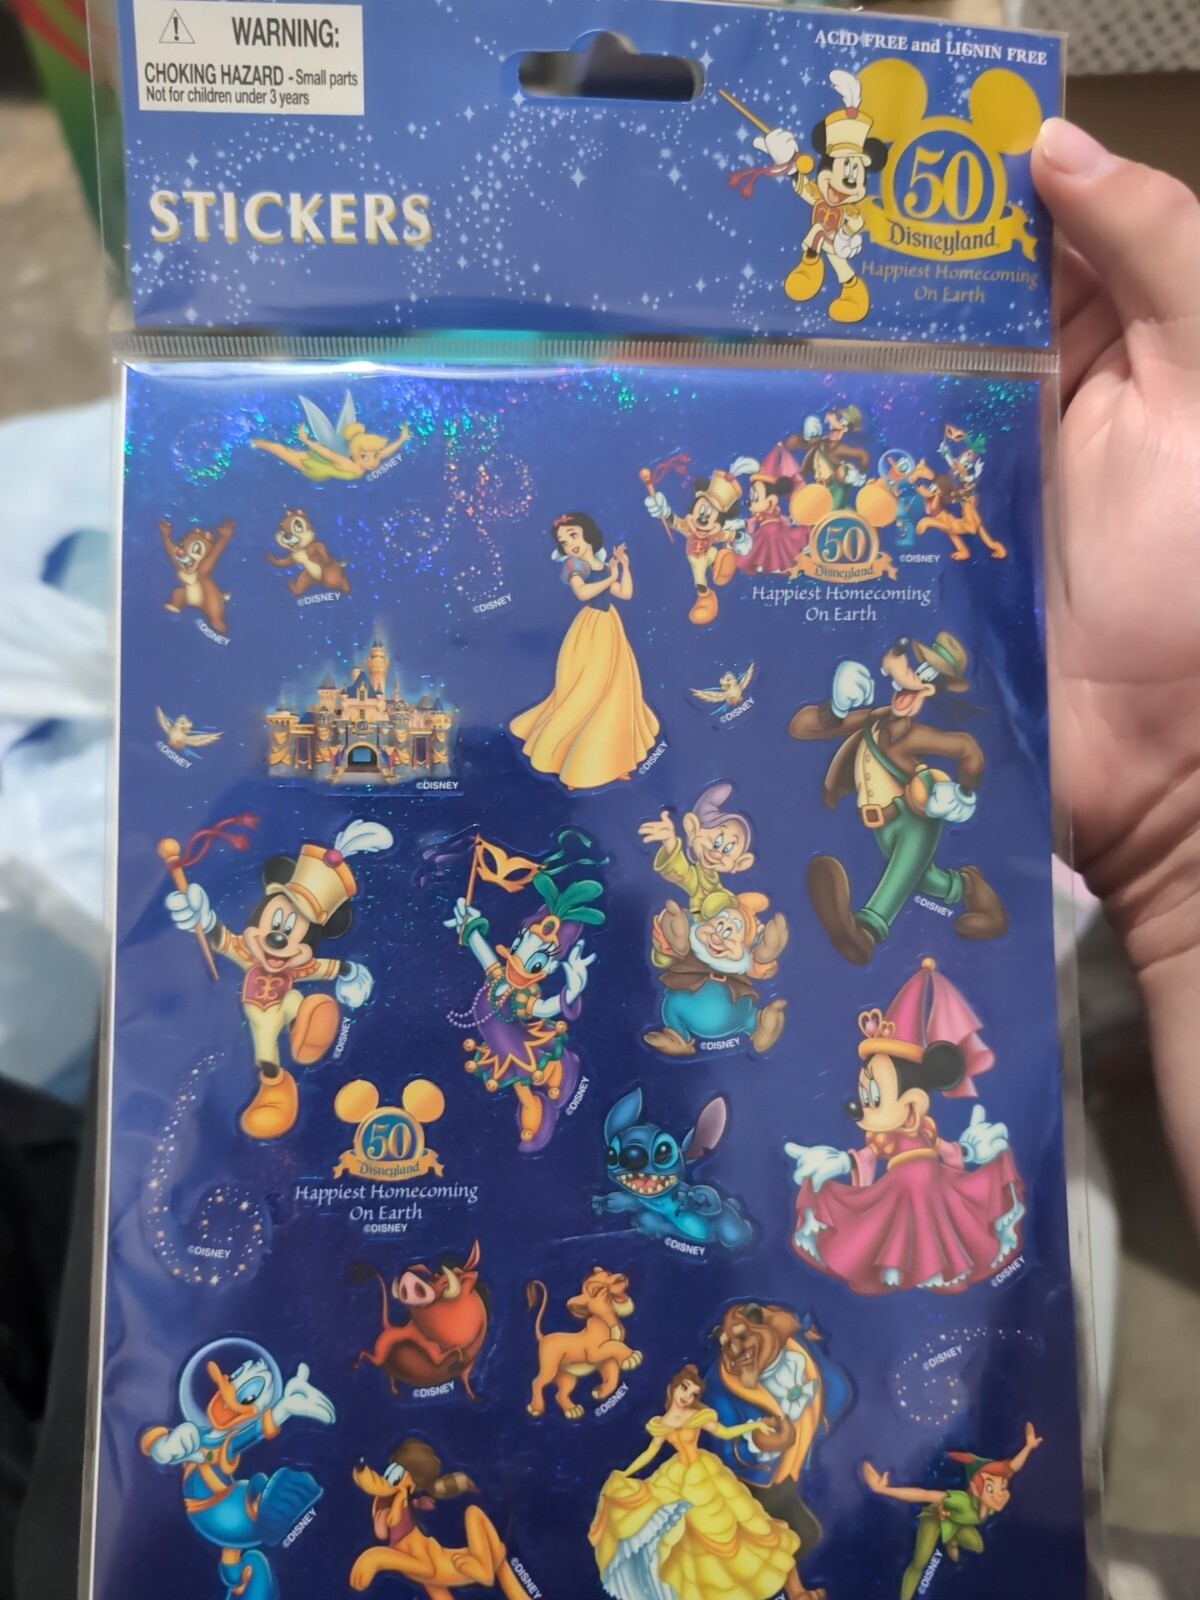 WARNING:
CHOKING HAZARD - Small parts
Not for children under 3 years
ACID FREE and LIGNIN FREE
STICKERS
50
Disneyland
Happiest Homecoming
On Earth
©DISNEY
©DISNEY
©DISNEY
©DISNEY
50
Disneyland
©DISNEY
Happiest Homecoming
On Earth
©DISNEY
©DISNEY
©DISNEY
©DISNEY
©DISNEY
©DISNEY
©DISNEY
©DISNEY
©DISNEY
50
Disneyland
Happiest Homecoming
On Earth
©DISNEY
©DISNEY
©DISNEY
©DISNEY
©DISNEY
©DISNEY
©DISNEY
©DISNEY
©DISNEY
©DISNEY